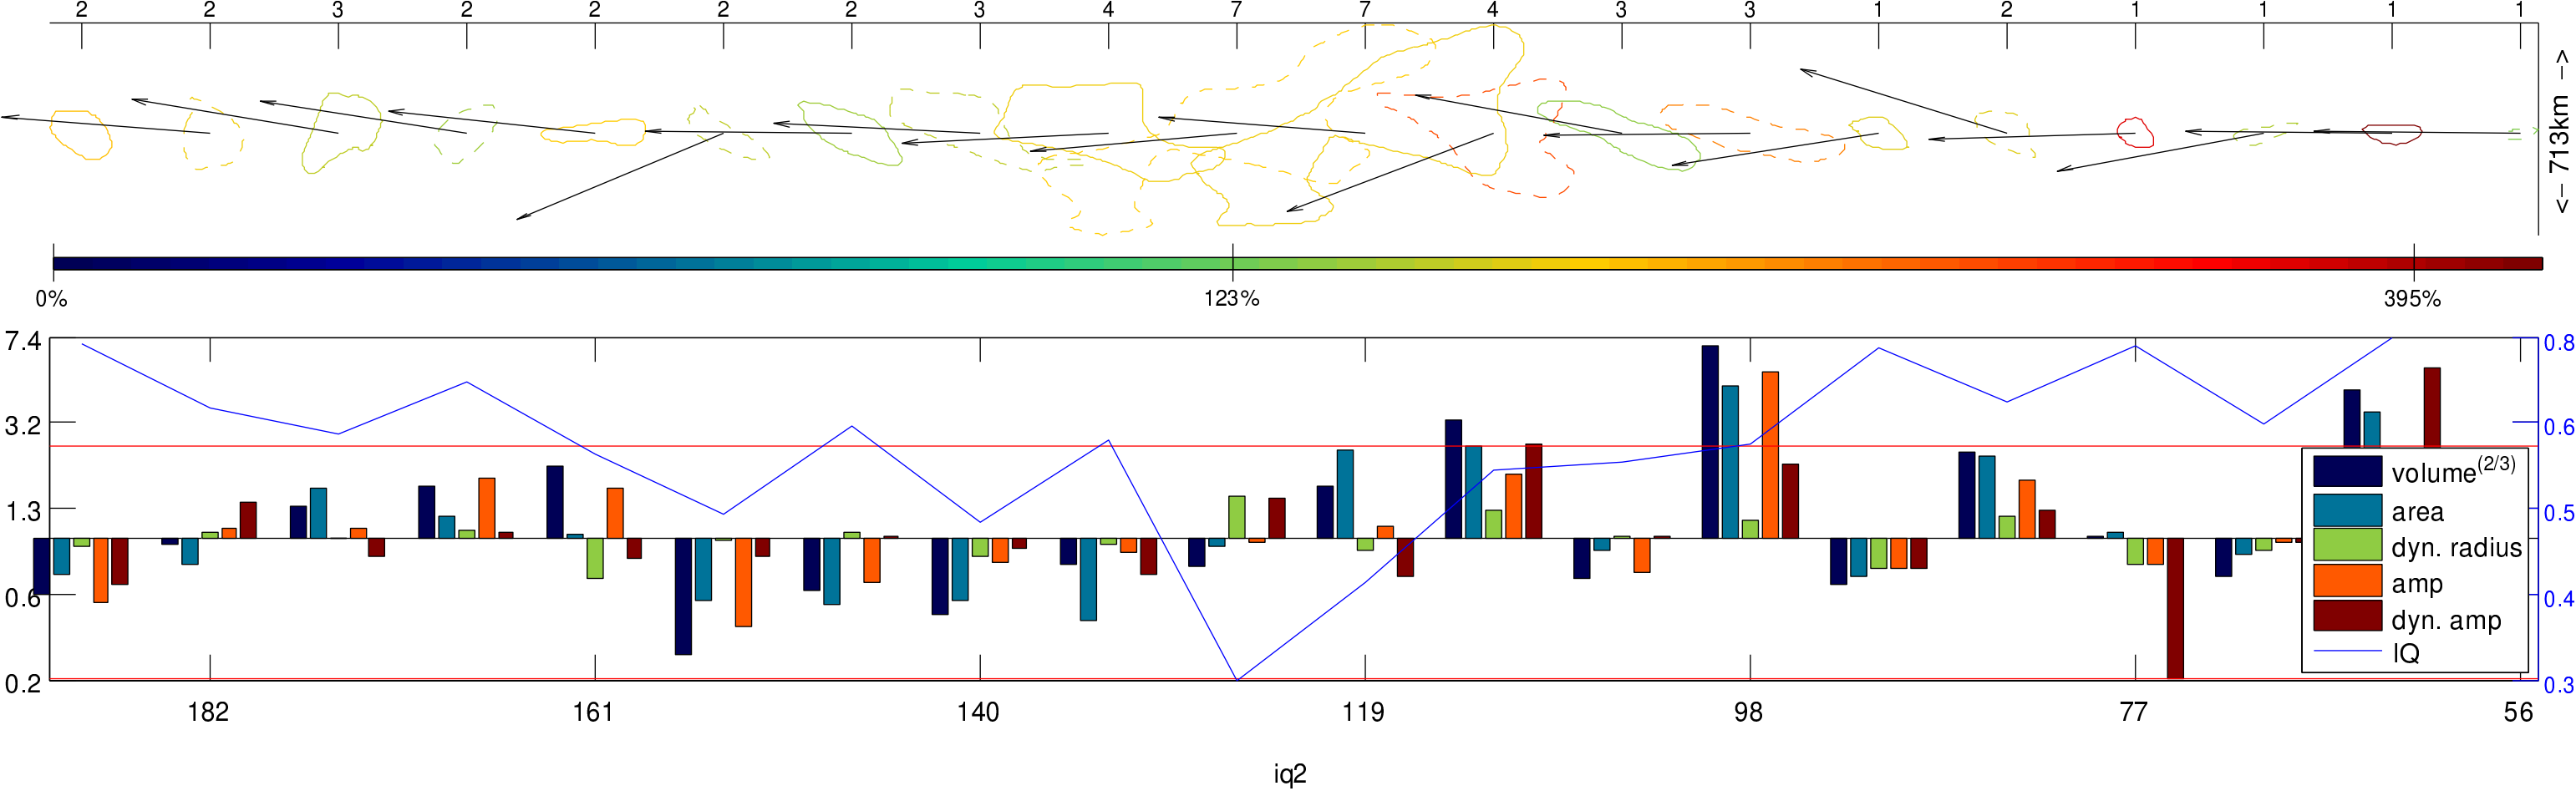 2 2 3 2 2 2 2 3 4 7 7 4 3 3 1 2 1 1 1 1
<-- 713km -->
0% 123% 395%
7.4 0.8
3.2 0.6
1.3 0.5
0.6 0.4
0.2 0.3
volume(2/3)
area
dyn. radius
amp
dyn. amp
IQ
182 161 140 119 98 77 56
iq2